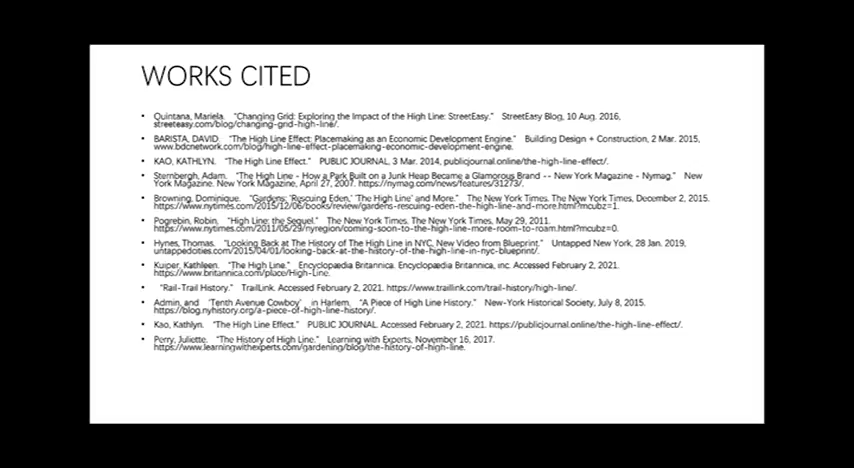 WORKS CITED
• Quintana, Mariela. "Changing Grid: Exploring the Impact of the High Line: StreetEasy." StreetEasy Blog, 10 Aug. 2016,
streeteasy.com/blog/changing-grid-high-line/.
• BARISTA, DAVID. "The High Line Effect: Placemaking as an Economic Development Engine." Building Design + Construction, 2 Mar. 2015,
www.bdcnetwork.com/blog/high-line-effect-placemaking-economic-development-engine.
• KAO, KATHLYN. "The High Line Effect." PUBLIC JOURNAL, 3 Mar. 2014, publicjournal.online/the-high-line-effect/.
• Sternbergh, Adam. "The High Line - How a Park Built on a Junk Heap Became a Glamorous Brand -- New York Magazine - Nymag." New
York Magazine. New York Magazine, April 27, 2007. https://nymag.com/news/features/31273/.
• Browning, Dominique. "Gardens: 'Rescuing Eden,' 'The High Line' and More." The New York Times. The New York Times, December 2, 2015.
https://www.nytimes.com/2015/12/06/books/review/gardens-rescuing-eden-the-high-line-and-more.html?mcubz=1.
• Pogrebin, Robin. "High Line: the Sequel." The New York Times. The New York Times, May 29, 2011.
https://www.nytimes.com/2011/05/29/nyregion/coming-soon-to-the-high-line-more-room-to-roam.html?mcubz=0.
• Hynes, Thomas. "Looking Back at The History of The High Line in NYC, New Video from Blueprint." Untapped New York, 28 Jan. 2019,
untappedcities.com/2015/04/01/looking-back-at-the-history-of-the-high-line-in-nyc-blueprint/.
• Kuiper, Kathleen. "The High Line." Encyclopædia Britannica. Encyclopædia Britannica, inc. Accessed February 2, 2021.
https://www.britannica.com/place/High-Line.
• "Rail-Trail History." TrailLink. Accessed February 2, 2021. https://www.traillink.com/trail-history/high-line/.
• Admin, and 'Tenth Avenue Cowboy' in Harlem. "A Piece of High Line History." New-York Historical Society, July 8, 2015.
https://blog.nyhistory.org/a-piece-of-high-line-history/.
• Kao, Kathlyn. "The High Line Effect." PUBLIC JOURNAL. Accessed February 2, 2021. https://publicjournal.online/the-high-line-effect/.
• Perry, Juliette. "The History of High Line." Learning with Experts, November 16, 2017.
https://www.learningwithexperts.com/gardening/blog/the-history-of-high-line.